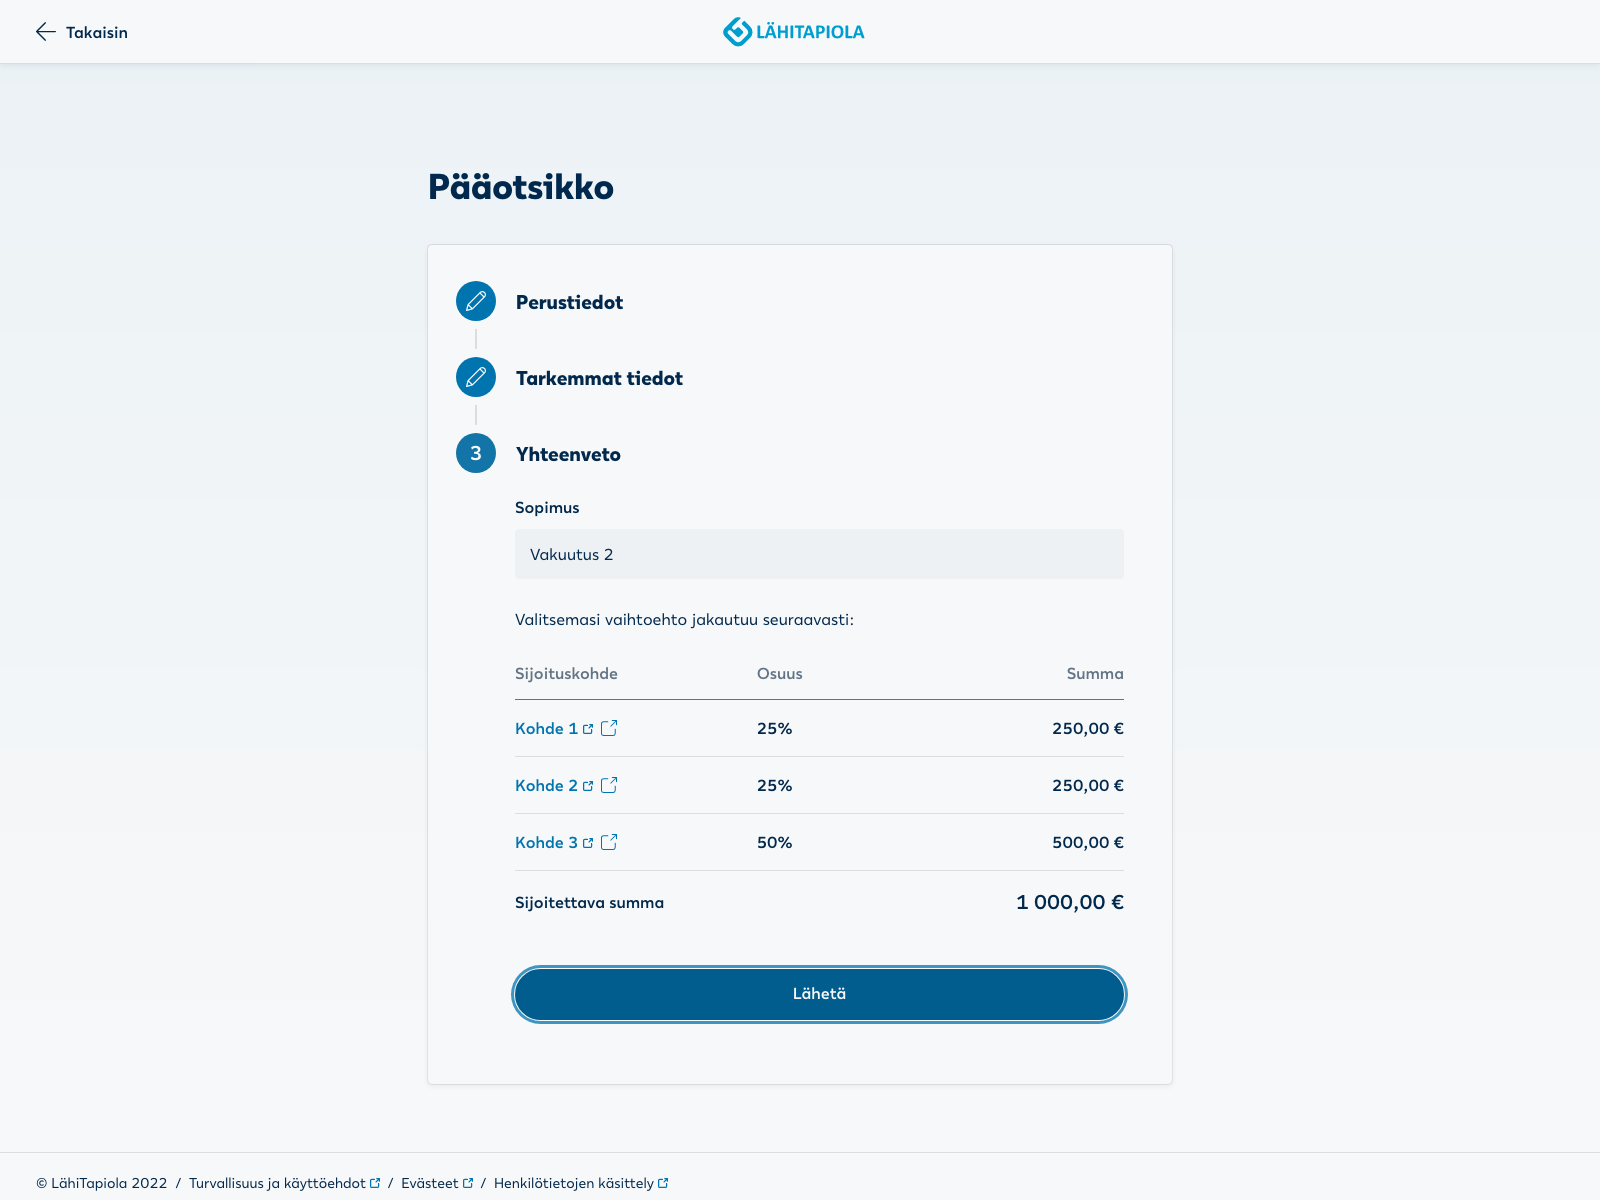 Takaisin
LÄHITAPIOLA
Pääotsikko
Perustiedot
Tarkemmat tiedot
3 Yhteenveto
Sopimus
Vakuutus 2
Valitsemasi vaihtoehto jakautuu seuraavasti:
Sijoituskohde Osuus Summa
Kohde 1 25% 250,00 €
Kohde 2 25% 250,00 €
Kohde 3 50% 500,00 €
Sijoitettava summa 1 000,00 €
Lähetä
© LähiTapiola 2022 / Turvallisuus ja käyttöehdot / Evästeet / Henkilötietojen käsittely